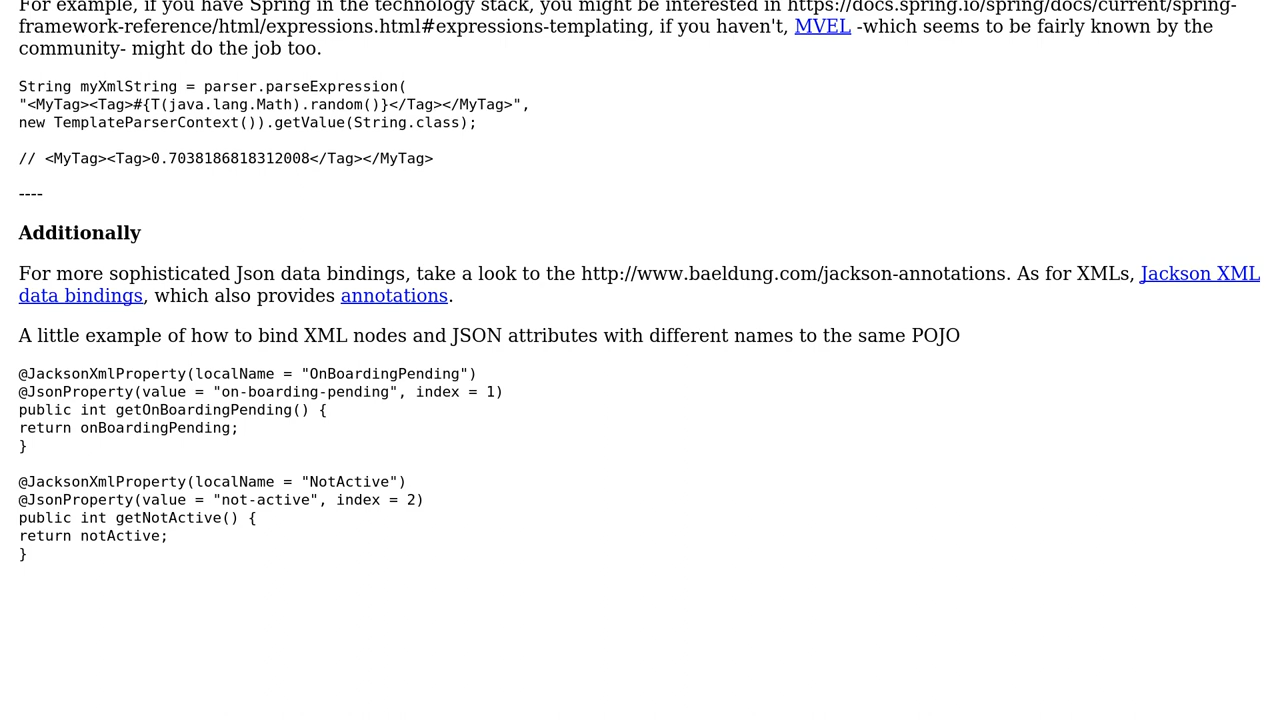 For example, if you have Spring in the technology stack, you might be interested in https://docs.spring.io/spring/docs/current/spring-
framework-reference/html/expressions.html#expressions-templating, if you haven't, MVEL -which seems to be fairly known by the
community- might do the job too.
String myXmlString = parser.parseExpression(
"<MyTag><Tag>#{T(java.lang.Math).random()}</Tag></MyTag>",
new TemplateParserContext()).getValue(String.class);
// <MyTag><Tag>0.7038186818312008</Tag></MyTag>
----
Additionally
For more sophisticated Json data bindings, take a look to the http://www.baeldung.com/jackson-annotations. As for XMLs, Jackson XML
data bindings, which also provides annotations.
A little example of how to bind XML nodes and JSON attributes with different names to the same POJO
@JacksonXmlProperty(localName = "OnBoardingPending")
@JsonProperty(value = "on-boarding-pending", index = 1)
public int getOnBoardingPending() {
return onBoardingPending;
}
@JacksonXmlProperty(localName = "NotActive")
@JsonProperty(value = "not-active", index = 2)
public int getNotActive() {
return notActive;
}